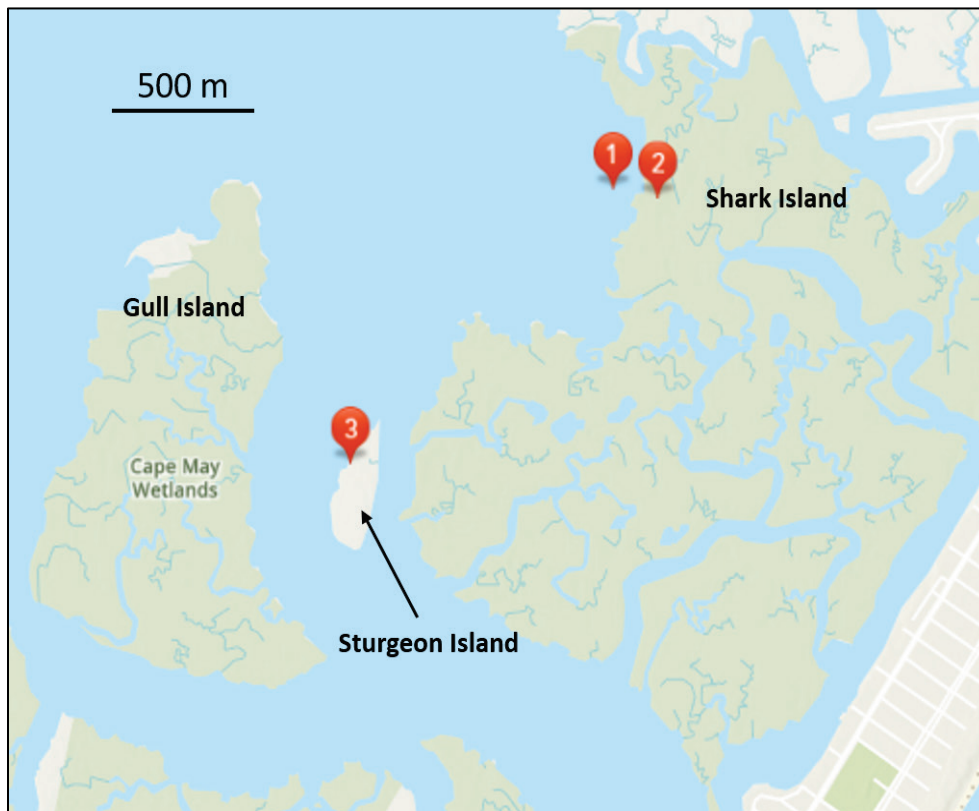 500 m
1
2
Shark Island
Gull Island
3
Cape May
Wetlands
Sturgeon Island